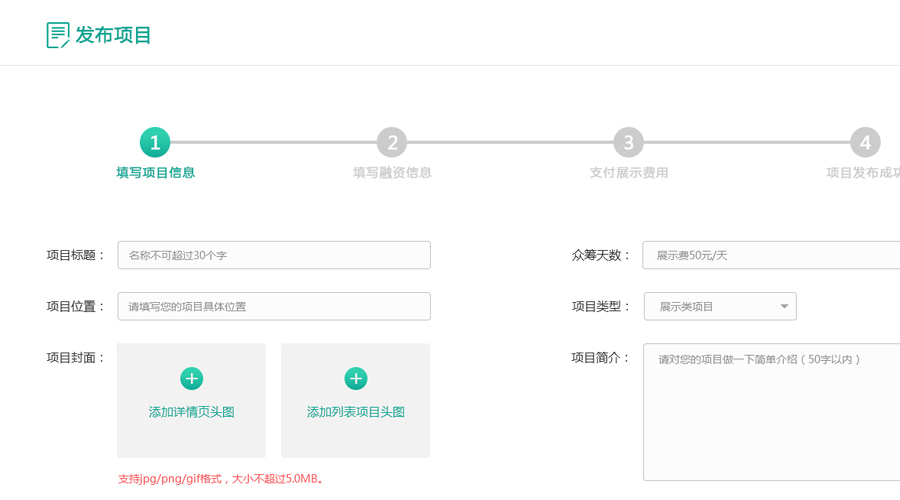 发布项目
1
2
3
4
填写项目信息
填写融资信息
支付展示费用
项目发布成功
项目标题：
名称不可超过30个字
众筹天数：
展示费50元/天
项目位置：
请填写您的项目具体位置
项目类型：
展示类项目
项目封面：
添加详情页头图
添加列表项目头图
项目简介：
请对您的项目做一下简单介绍（50字以内）
支持jpg/png/gif格式，大小不超过5.0MB。